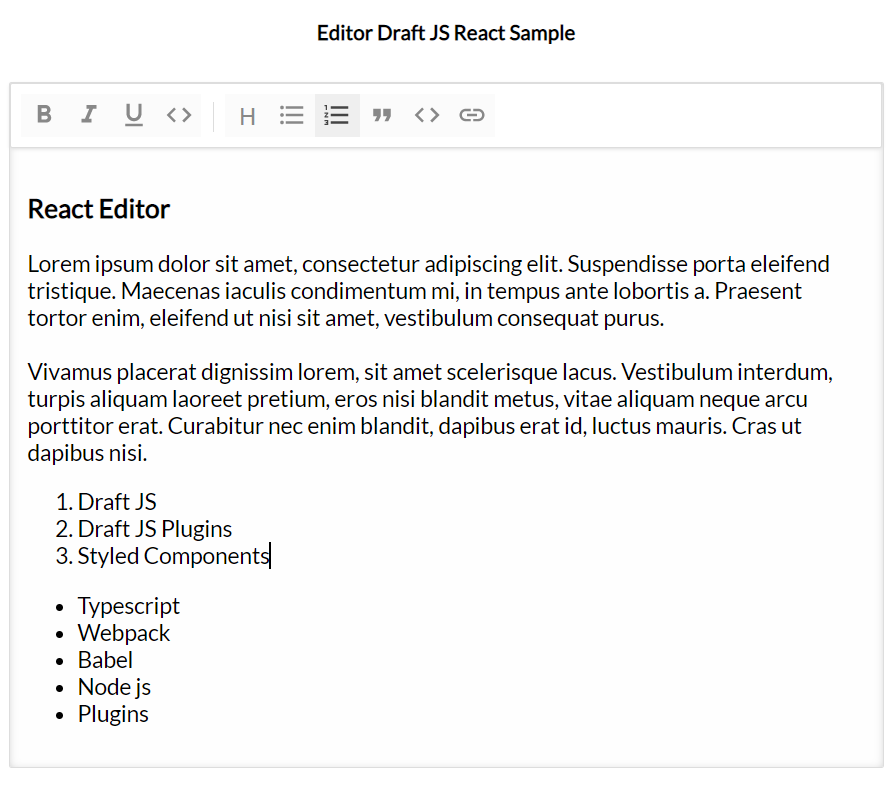 Editor Draft JS React Sample
B I U <> H 1 2 3 " <>
React Editor
Lorem ipsum dolor sit amet, consectetur adipiscing elit. Suspendisse porta eleifend
tristique. Maecenas iaculis condimentum mi, in tempus ante lobortis a. Praesent
tortor enim, eleifend ut nisi sit amet, vestibulum consequat purus.
Vivamus placerat dignissim lorem, sit amet scelerisque lacus. Vestibulum interdum,
turpis aliquam laoreet pretium, eros nisi blandit metus, vitae aliquam neque arcu
porttitor erat. Curabitur nec enim blandit, dapibus erat id, luctus mauris. Cras ut
dapibus nisi.
1. Draft JS
2. Draft JS Plugins
3. Styled Components
• Typescript
• Webpack
• Babel
• Node js
• Plugins